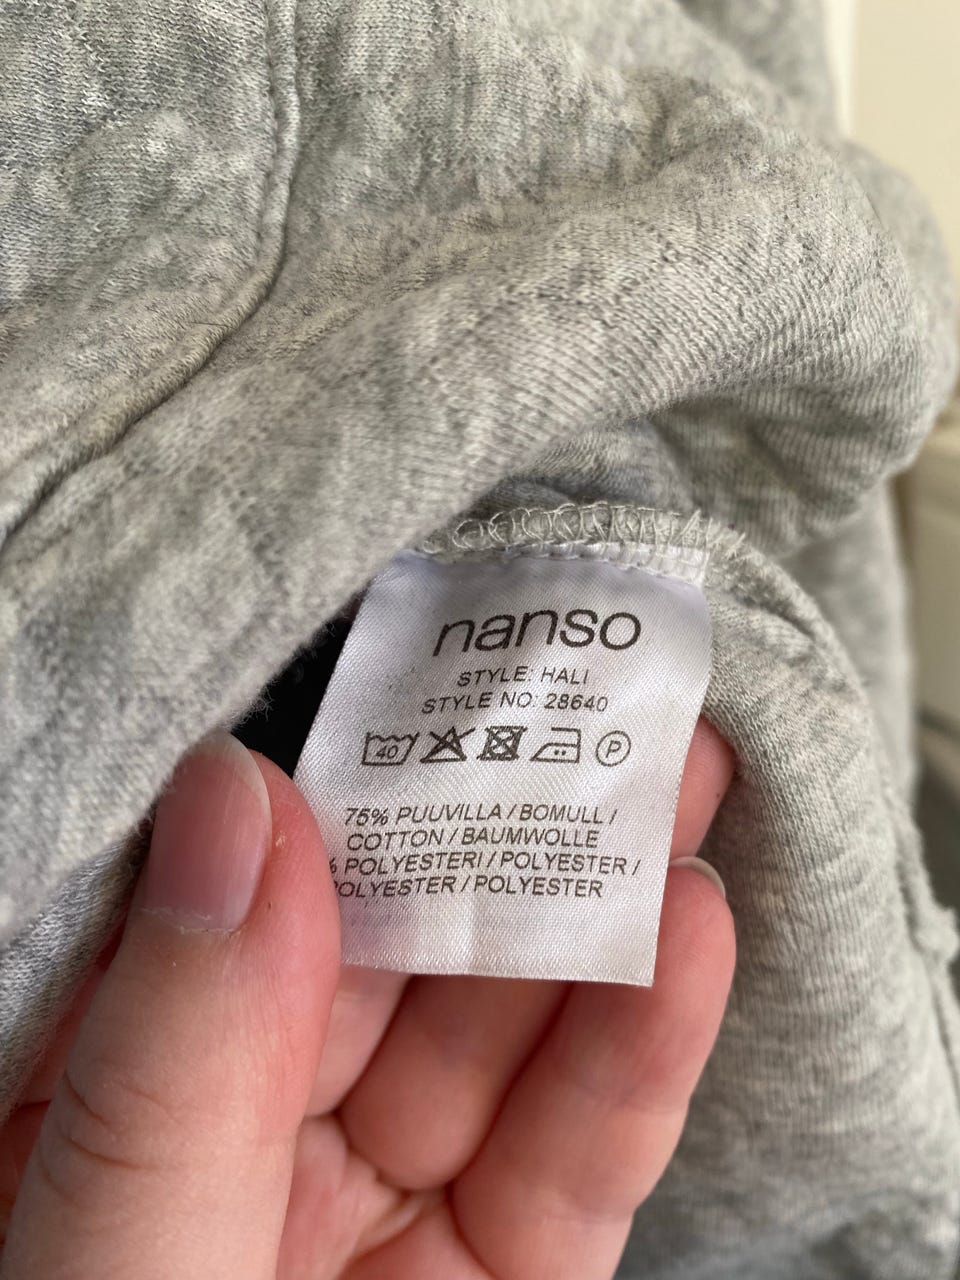 nanso
STYLE: HALI
STYLE NO: 28640
40 P
75% PUUVILLA / BOMULL /
COTTON / BAUMWOLLE
% POLYESTERI / POLYESTER /
POLYESTER / POLYESTER